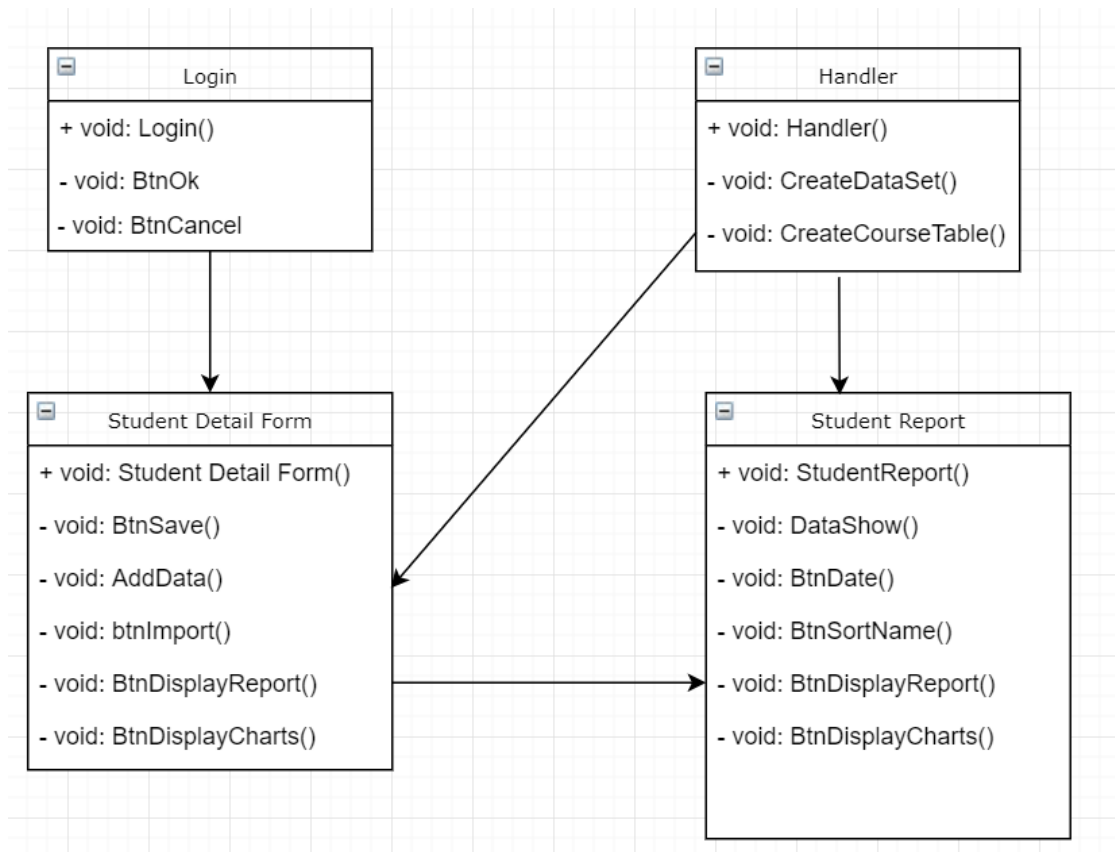 Login
+ void: Login()
- void: BtnOk
- void: BtnCancel
Handler
+ void: Handler()
- void: CreateDataSet()
- void: CreateCourseTable()
Student Detail Form
+ void: Student Detail Form()
- void: BtnSave()
- void: AddData()
- void: btnImport()
- void: BtnDisplayReport()
- void: BtnDisplayCharts()
Student Report
+ void: StudentReport()
- void: DataShow()
- void: BtnDate()
- void: BtnSortName()
- void: BtnDisplayReport()
- void: BtnDisplayCharts()